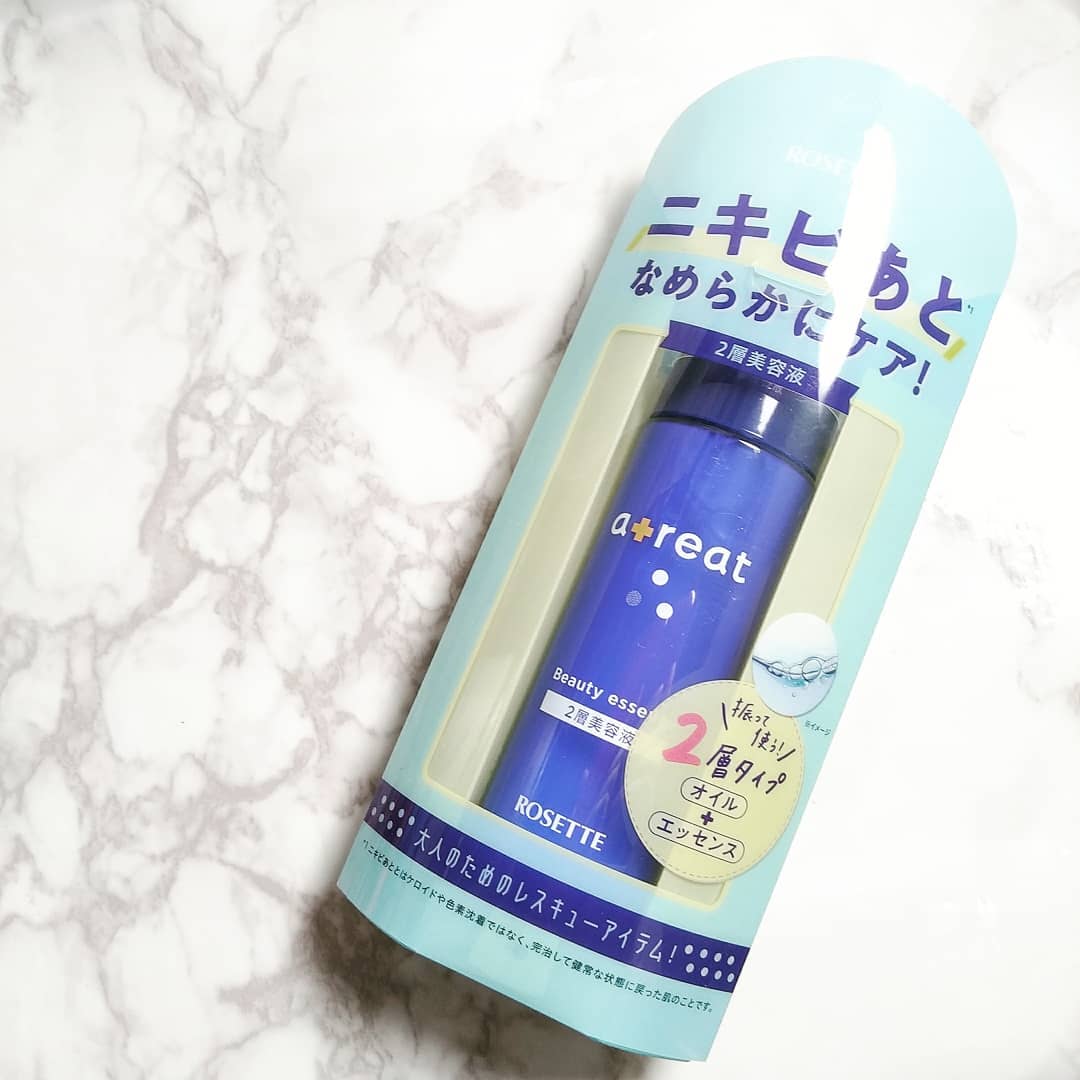 ROSETTE
ニキビあと*1
なめらかにケア!
2層美容液
a+reat
Beauty
2層美容液
振って
使う!
2層タイプ
オイル
+
エッセンス
※イメージ
ROSETTE
大人のためのレスキューアイテム!
*1 ニキビあととはケロイドや色素沈着ではなく、完治して健常な状態に戻った肌のことです。